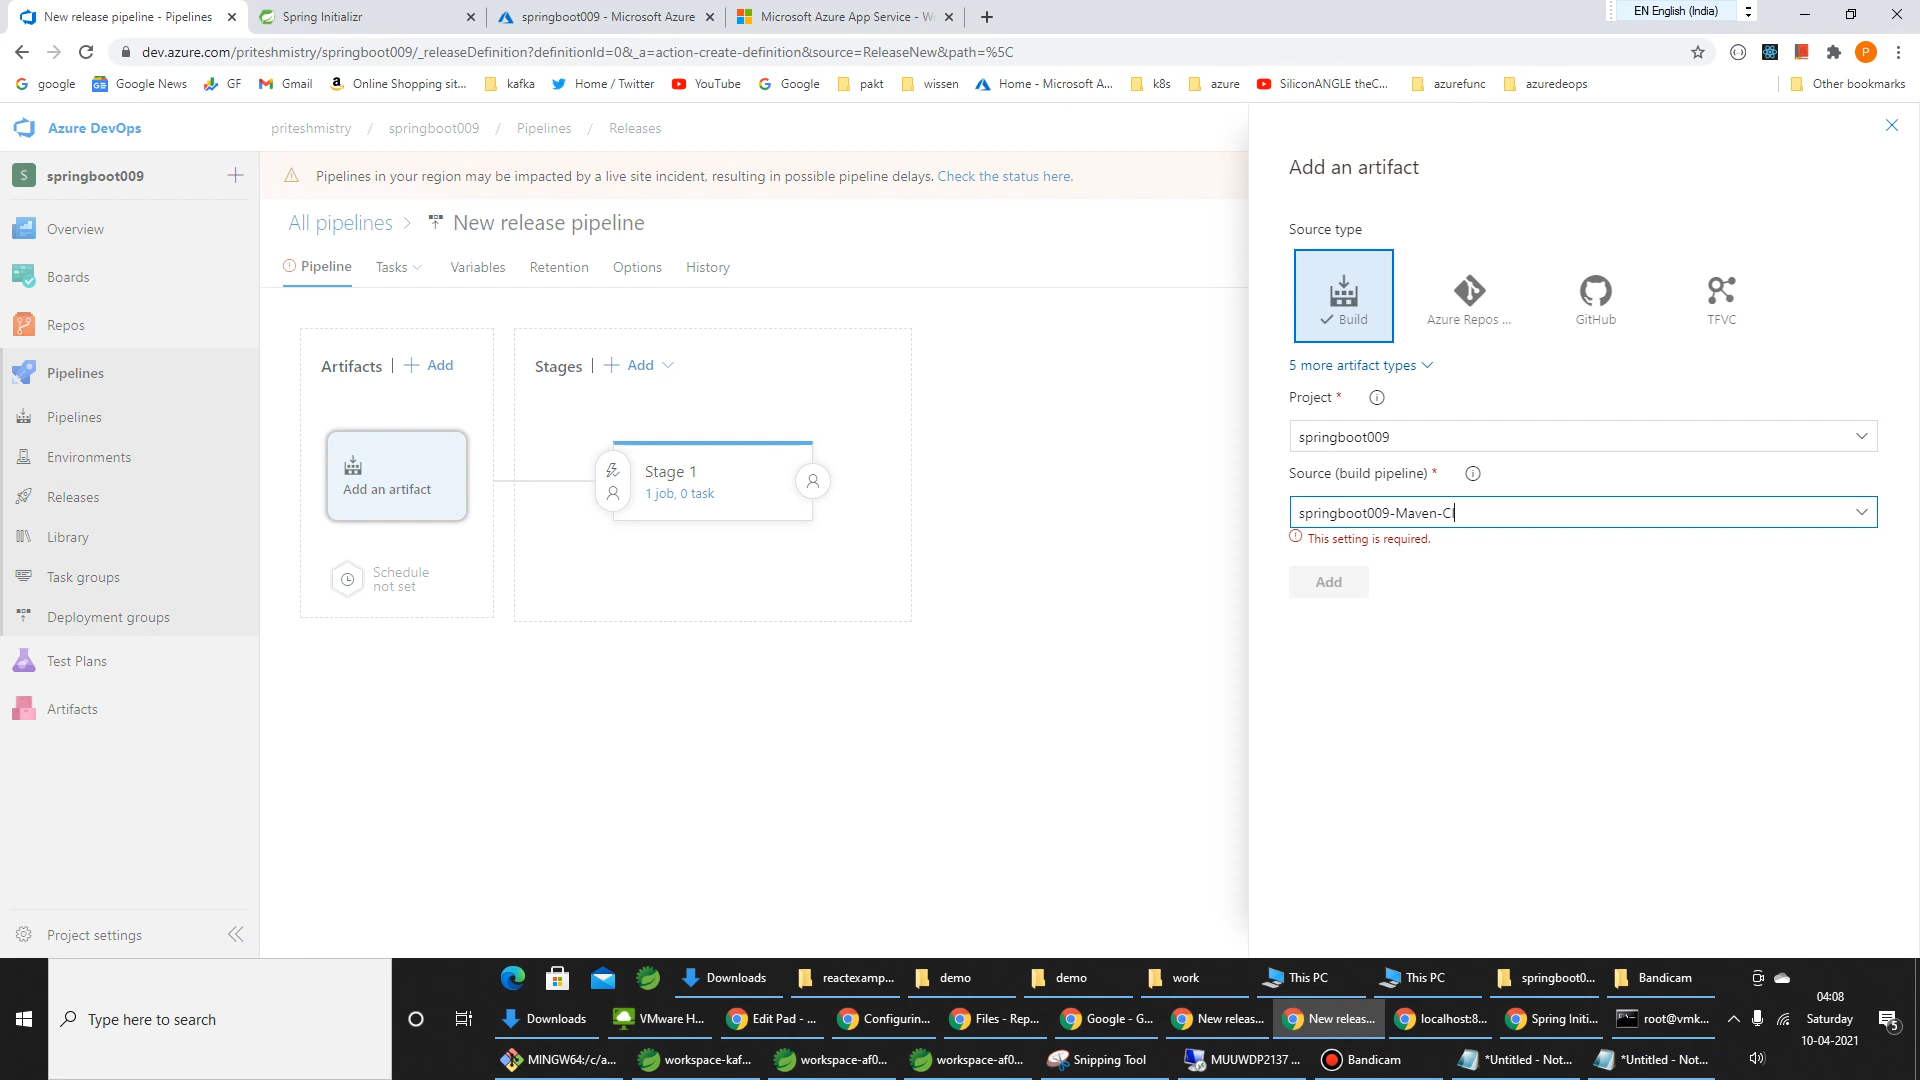 New release pipeline - Pipelines
Spring Initializr
springboot009 - Microsoft Azure
Microsoft Azure App Service - W
EN English (India)
dev.azure.com/priteshmistry/springboot009/_releaseDefinition?definitionId=0&_a=action-create-definition&source=ReleaseNew&path=%5C
P
google
Google News
GF
Gmail
Online Shopping sit...
kafka
Home / Twitter
YouTube
Google
pakt
wissen
Home - Microsoft A...
k8s
azure
SiliconANGLE theC...
azurefunc
azuredeops
Other bookmarks
Azure DevOps
priteshmistry / springboot009 / Pipelines / Releases
S springboot009
Pipelines in your region may be impacted by a live site incident, resulting in possible pipeline delays. Check the status here.
All pipelines > New release pipeline
Pipeline
Tasks
Variables
Retention
Options
History
Overview
Boards
Repos
Pipelines
Pipelines
Environments
Releases
Library
Task groups
Deployment groups
Test Plans
Artifacts
Project settings
Artifacts | + Add
Add an artifact
Schedule
not set
Stages | + Add
Stage 1
1 job, 0 task
Add an artifact
Source type
Build
Azure Repos ...
GitHub
TFVC
5 more artifact types
Project *
springboot009
Source (build pipeline) *
springboot009-Maven-CI
This setting is required.
Add
Type here to search
Downloads
reactexamp...
demo
demo
work
This PC
This PC
springboot0...
Bandicam
Downloads
VMware H...
Edit Pad - ...
Configurin...
Files - Rep...
Google - G...
New releas...
New releas...
localhost:8...
Spring Initi...
root@vmk...
MINGW64:/c/a...
workspace-kaf...
workspace-af0...
workspace-af0...
Snipping Tool
MUUWDP2137 ...
Bandicam
*Untitled - Not...
*Untitled - Not...
04:08
Saturday
10-04-2021
5